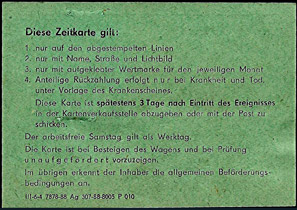 Diese Zeitkarte gilt:
1. nur auf den abgestempelten Linien
2. nur mit Name, Straße und Lichtbild
3. nur mit aufgeklebter Wertmarke für den jeweiligen Monat
4. Anteilige Rückzahlung erfolgt nur bei Krankheit und Tod,
unter Vorlage des Krankenscheines.
Diese Karte ist spätestens 3 Tage nach Eintritt des Ereignisses
in der Kartenverkaufsstelle abzugeben oder mit der Post zu
schicken.
Der arbeitsfreie Samstag gilt als Werktag.
Die Karte ist bei Besteigen des Wagens und bei Prüfung
unaufgefordert vorzuzeigen.
Im übrigen erkennt der Inhaber die allgemeinen Beförderungs-
bedingungen an.
III-6-4 7878-88 Ag 307-88-8005 P 010